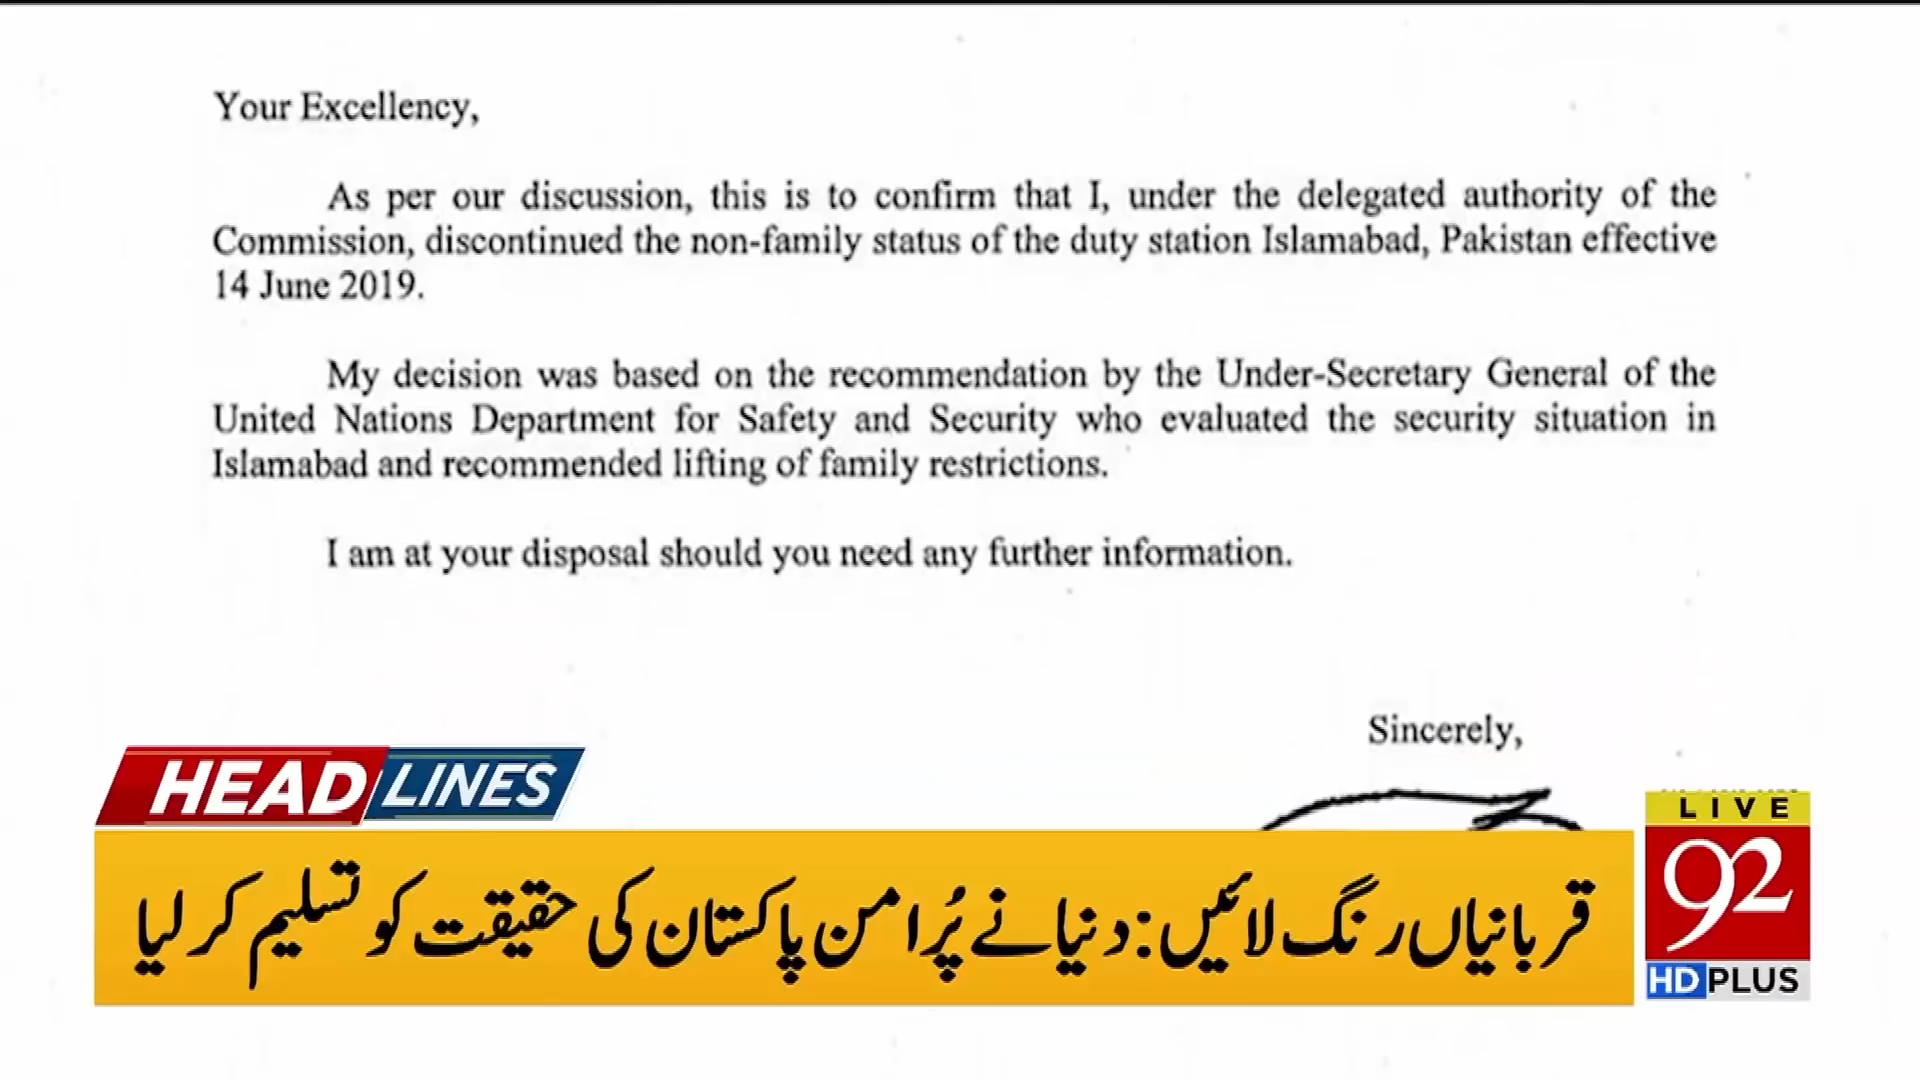 Your Excellency,
As per our discussion, this is to confirm that I, under the delegated authority of the
Commission, discontinued the non-family status of the duty station Islamabad, Pakistan effective
14 June 2019.
My decision was based on the recommendation by the Under-Secretary General of the
United Nations Department for Safety and Security who evaluated the security situation in
Islamabad and recommended lifting of family restrictions.
I am at your disposal should you need any further information.
Sincerely,
HEADLINES
قربانیاں رنگ لائیں: دنیا نے پُرامن پاکستان کی حقیقت کو تسلیم کر لیا
LIVE
92
HD PLUS